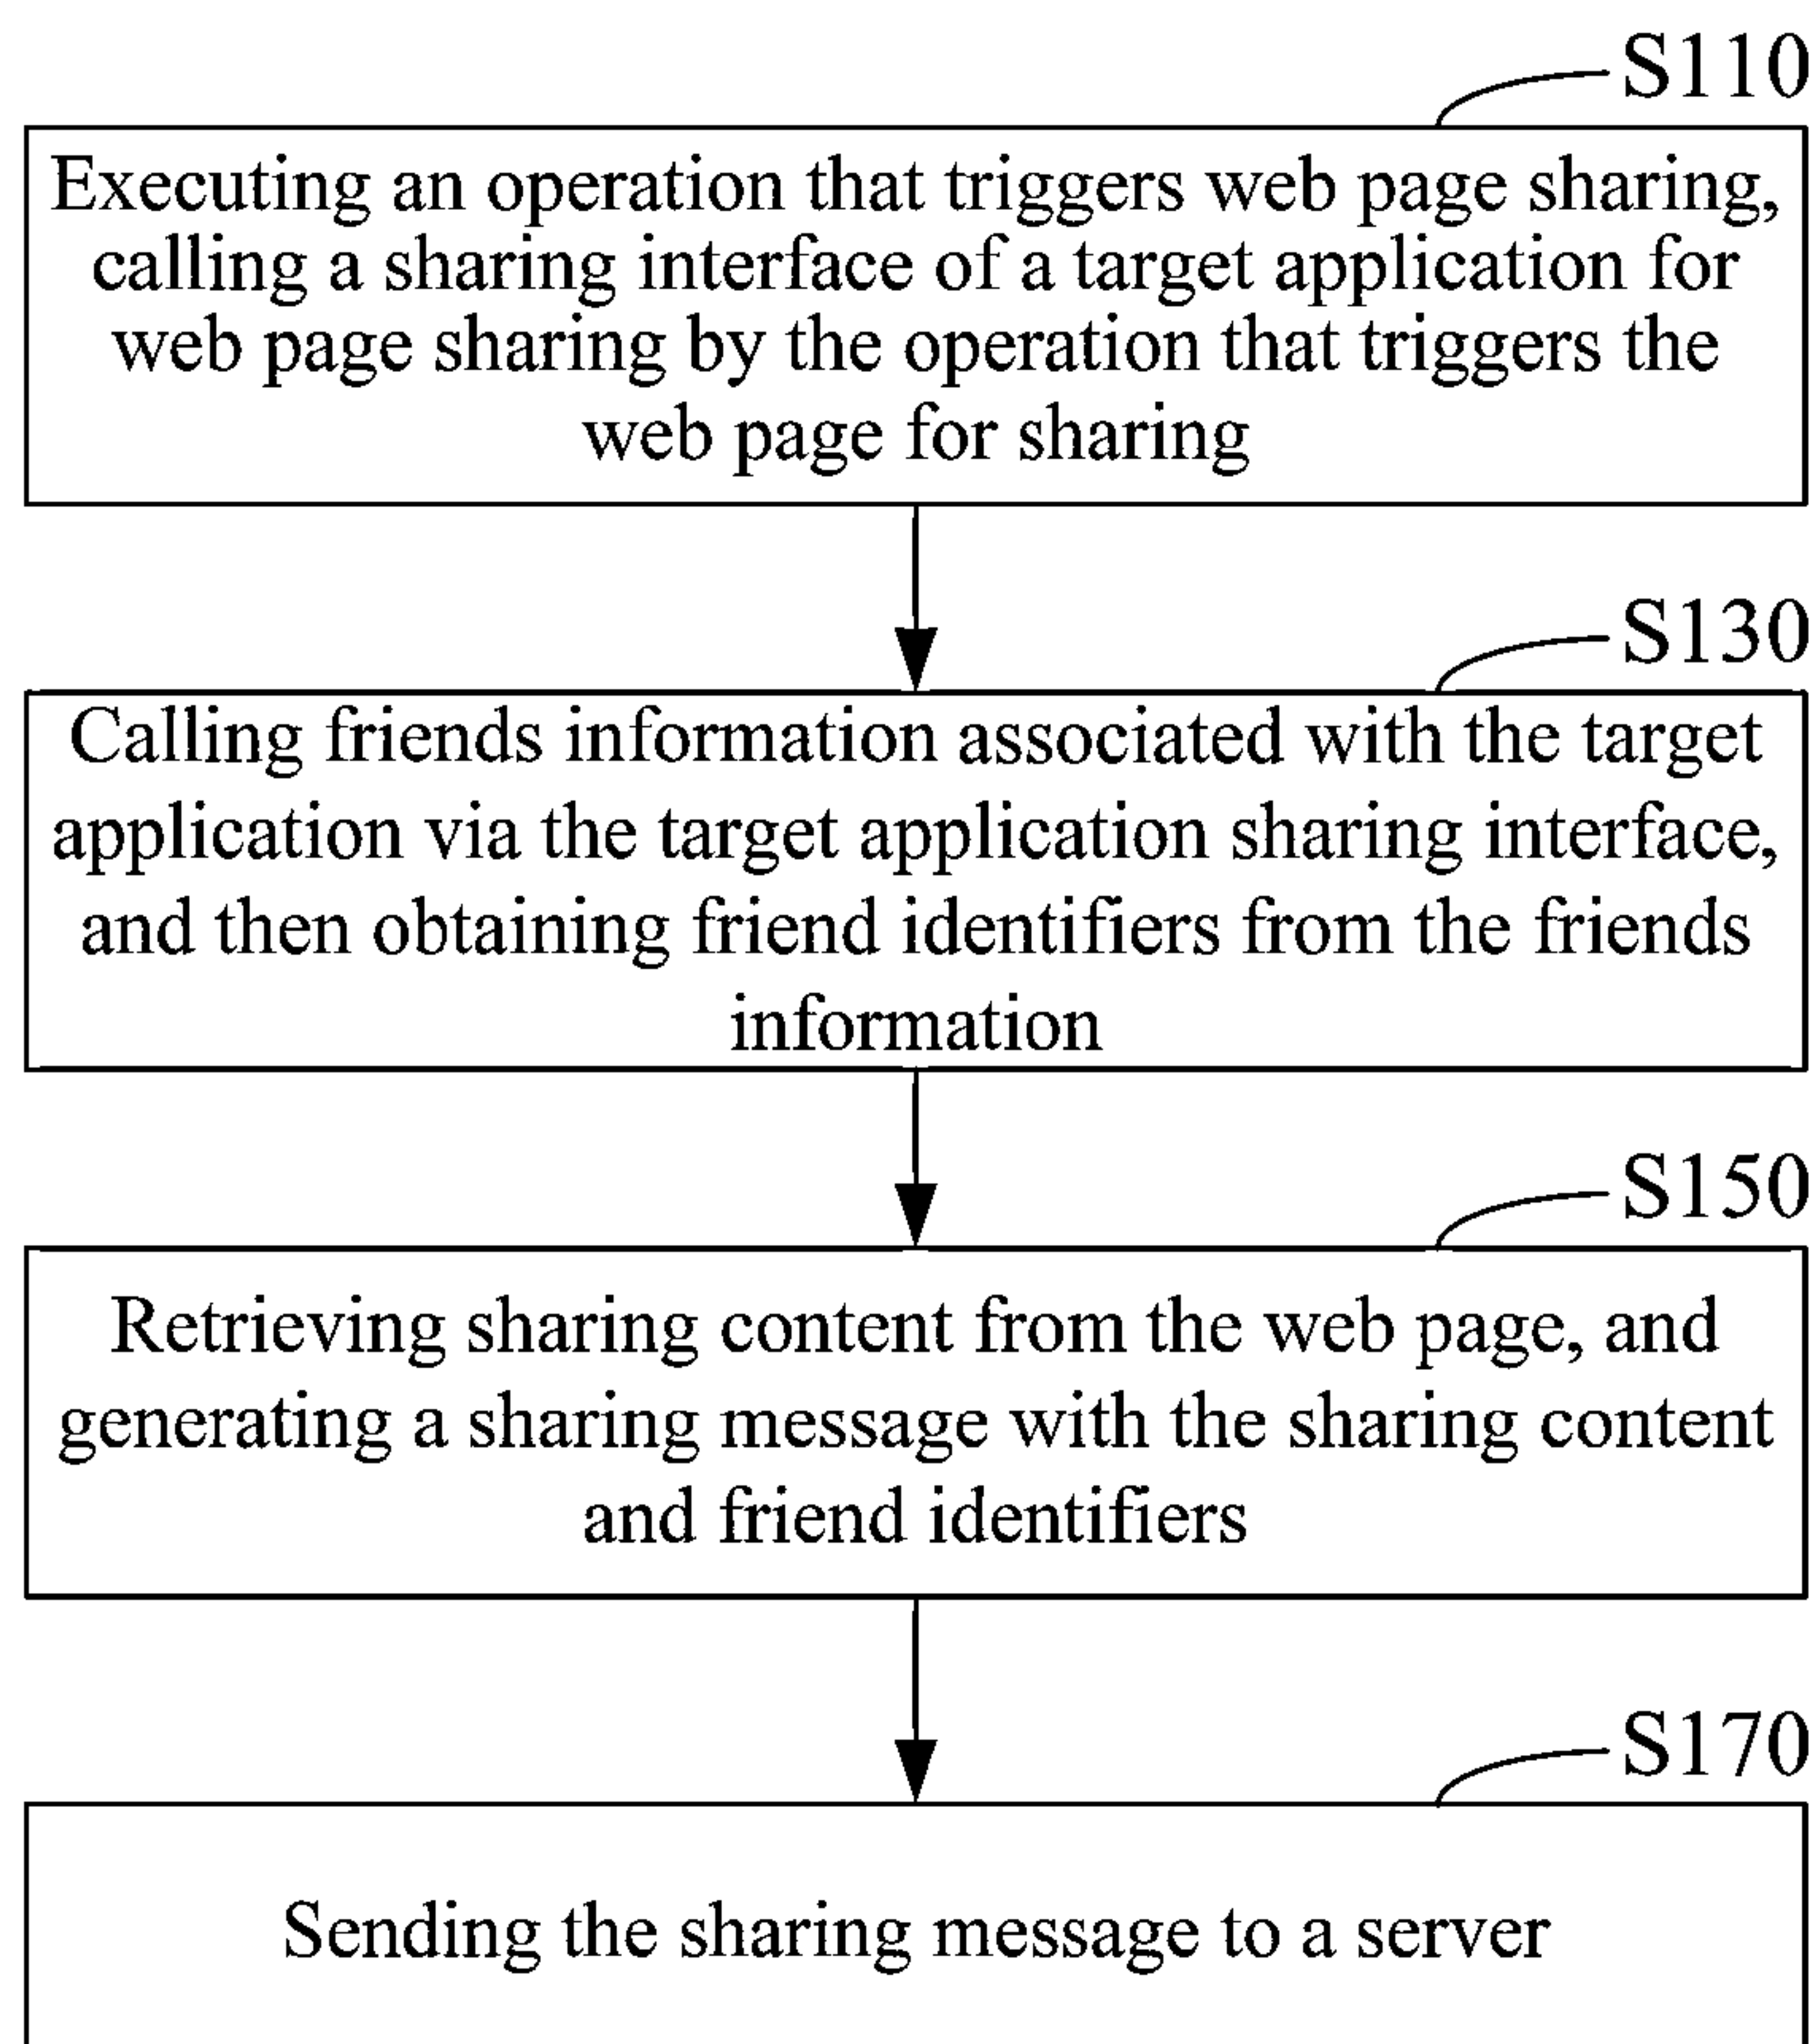 S110
Executing an operation that triggers web page sharing,
calling a sharing interface of a target application for
web page sharing by the operation that triggers the
web page for sharing
S130
Calling friends information associated with the target
application via the target application sharing interface,
and then obtaining friend identifiers from the friends
information
S150
Retrieving sharing content from the web page, and
generating a sharing message with the sharing content
and friend identifiers
S170
Sending the sharing message to a server